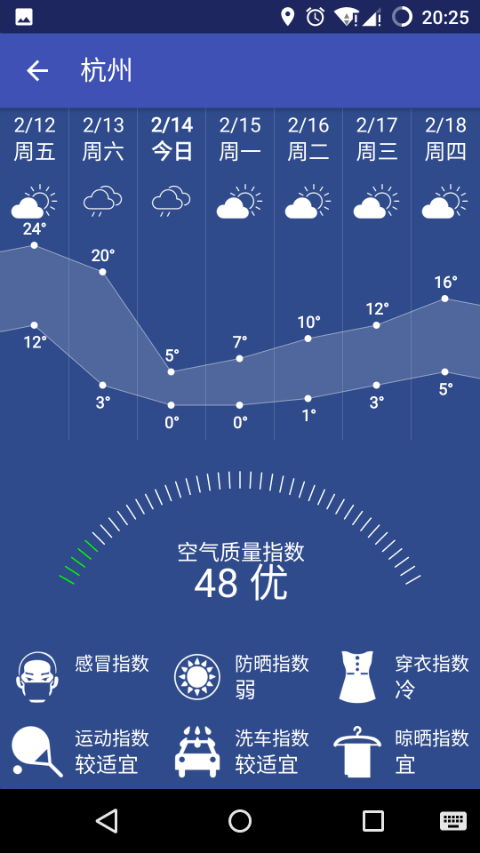 20:25
杭州
2/12 2/13 2/14 2/15 2/16 2/17 2/18
周五 周六 今日 周一 周二 周三 周四
24° 20° 5° 7° 10° 12° 16°
12° 3° 0° 0° 1° 3° 5°
空气质量指数
48 优
感冒指数 防晒指数 穿衣指数
弱 冷
运动指数 洗车指数 晾晒指数
较适宜 较适宜 宜